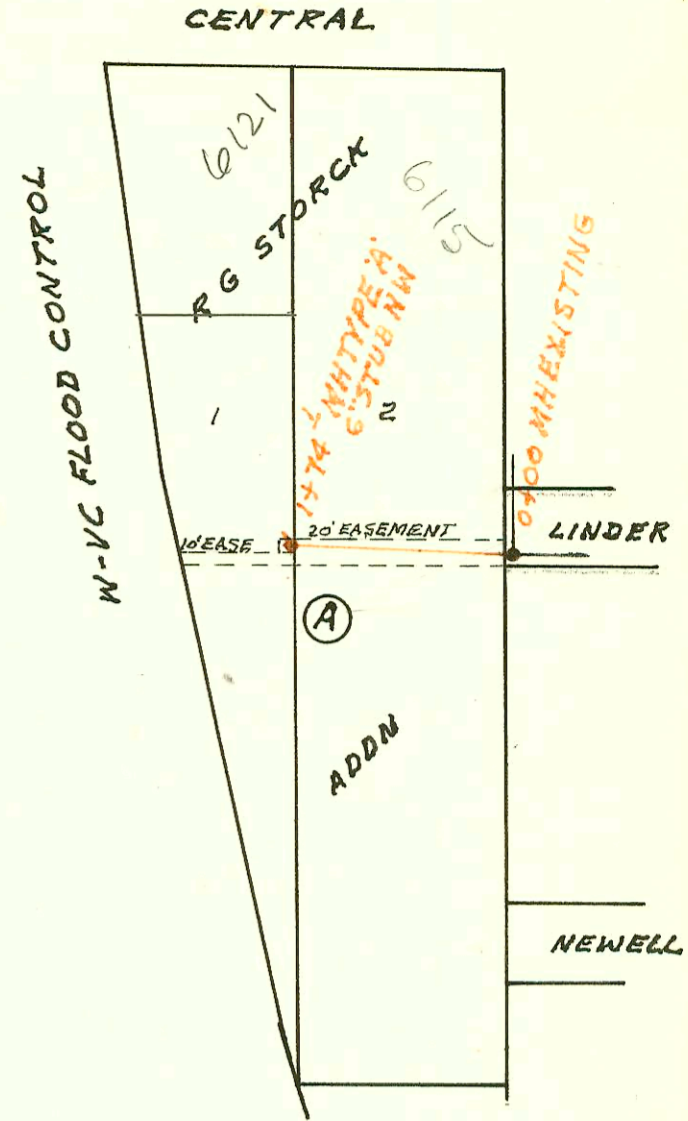 CENTRAL
W-VC FLOOD CONTROL
6121
R G STORCK
6115
1+74 MH TYPE 'A'
6" STUB NW
0+00 MH EXISTING
1
2
10' EASE
20' EASEMENT
LINDER
A
ADDN
NEWELL